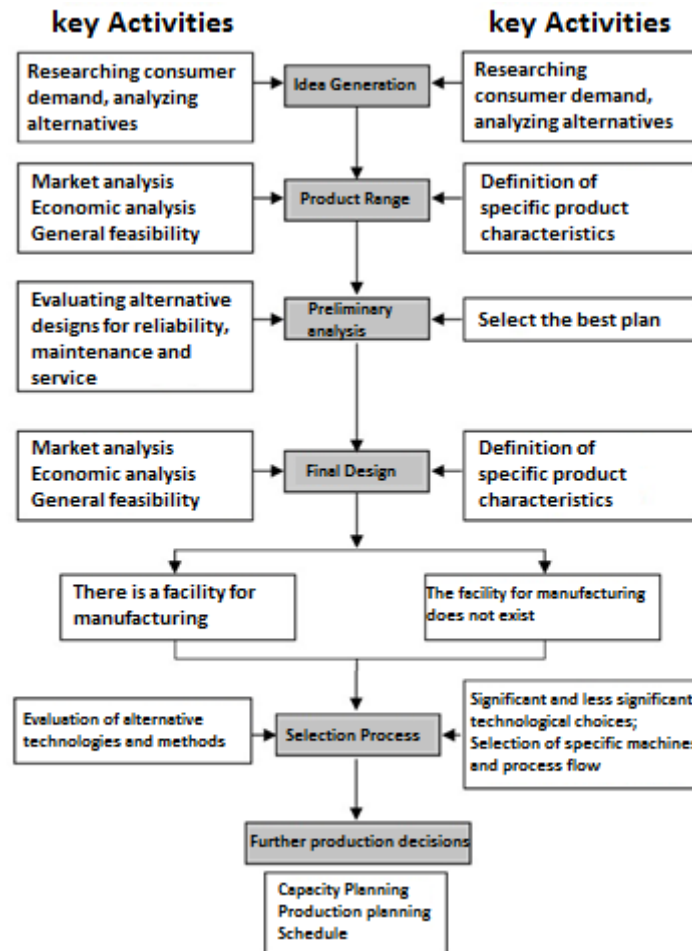 key Activities
key Activities
Researching consumer
demand, analyzing
alternatives
Idea Generation
Researching
consumer demand,
analyzing alternatives
Market analysis
Economic analysis
General feasibility
Product Range
Definition of
specific product
characteristics
Evaluating alternative
designs for reliability,
maintenance and
service
Preliminary
analysis
Select the best plan
Market analysis
Economic analysis
General feasibility
Final Design
Definition of
specific product
characteristics
There is a facility for
manufacturing
The facility for manufacturing
does not exist
Evaluation of alternative
technologies and methods
Selection Process
Significant and less significant
technological choices;
Selection of specific machines
and process flow
Further production decisions
Capacity Planning
Production planning
Schedule